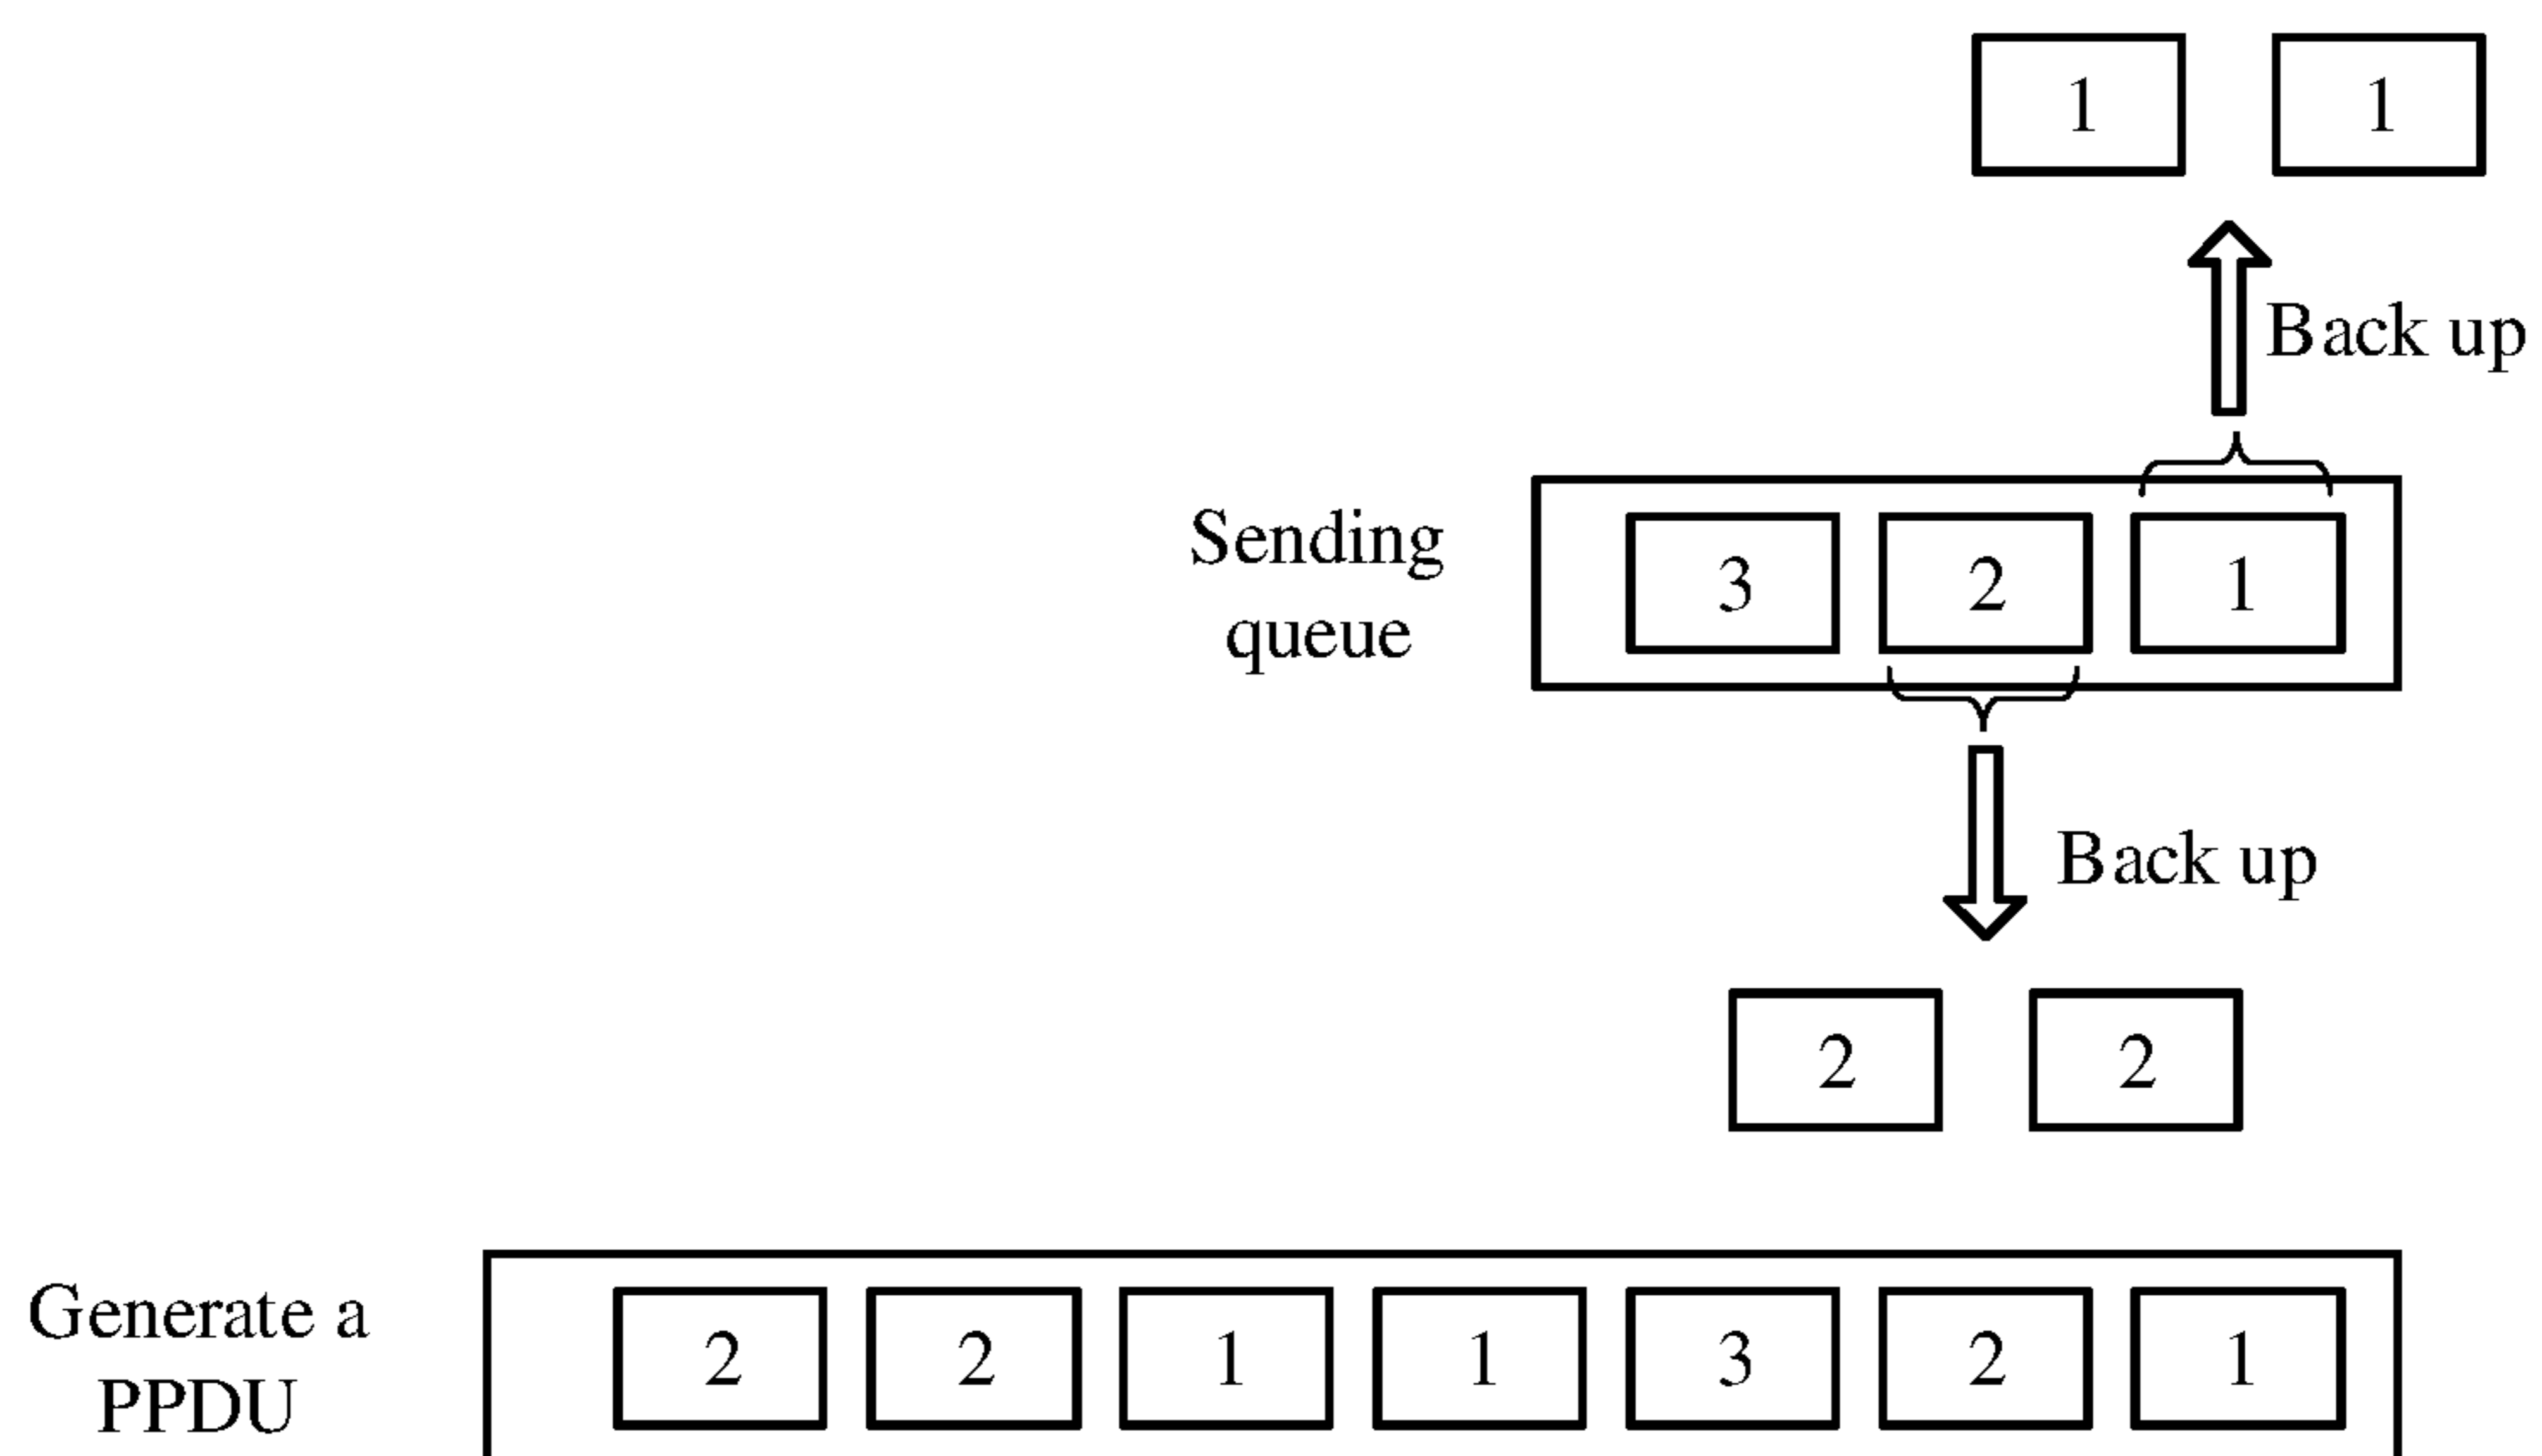 1 1
Back up
Sending
queue
3 2 1
Back up
2 2
Generate a
PPDU
2 2 1 1 3 2 1